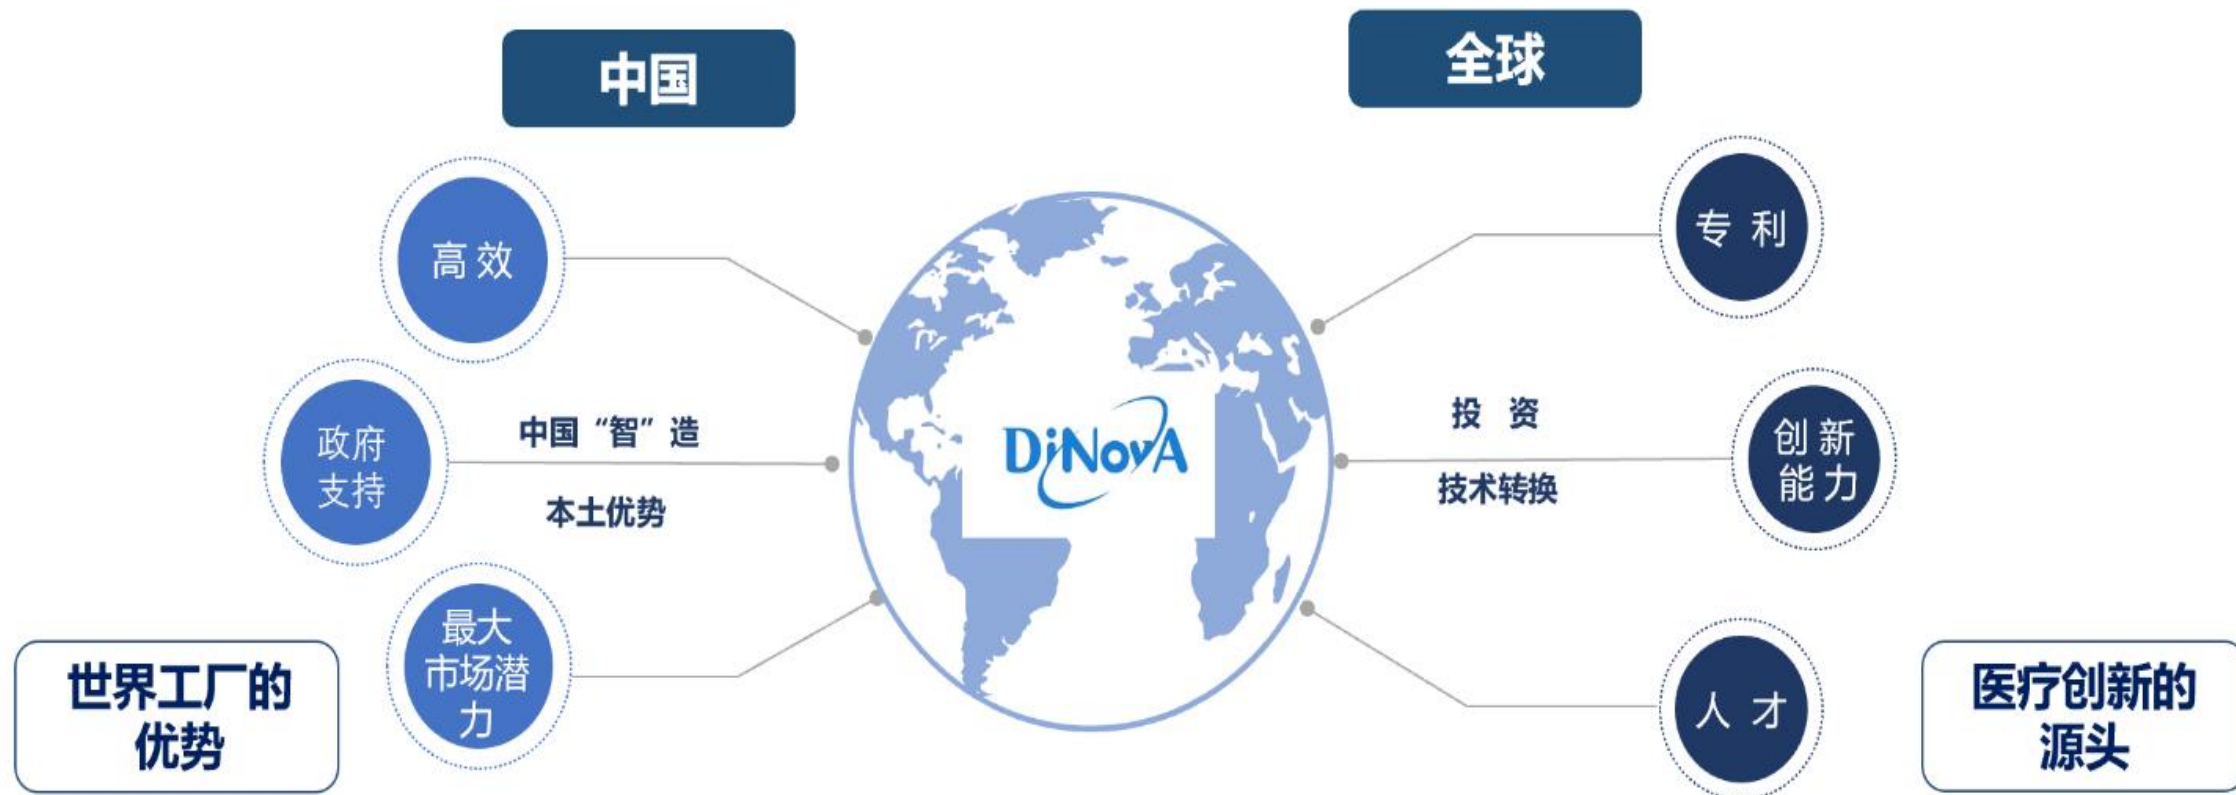 中国
全球
高效
政府
支持
最大
市场潜
力
中国“智”造
本土优势
世界工厂的
优势
DiNovA
投 资
技术转换
专 利
创 新
能 力
人 才
医疗创新的
源头